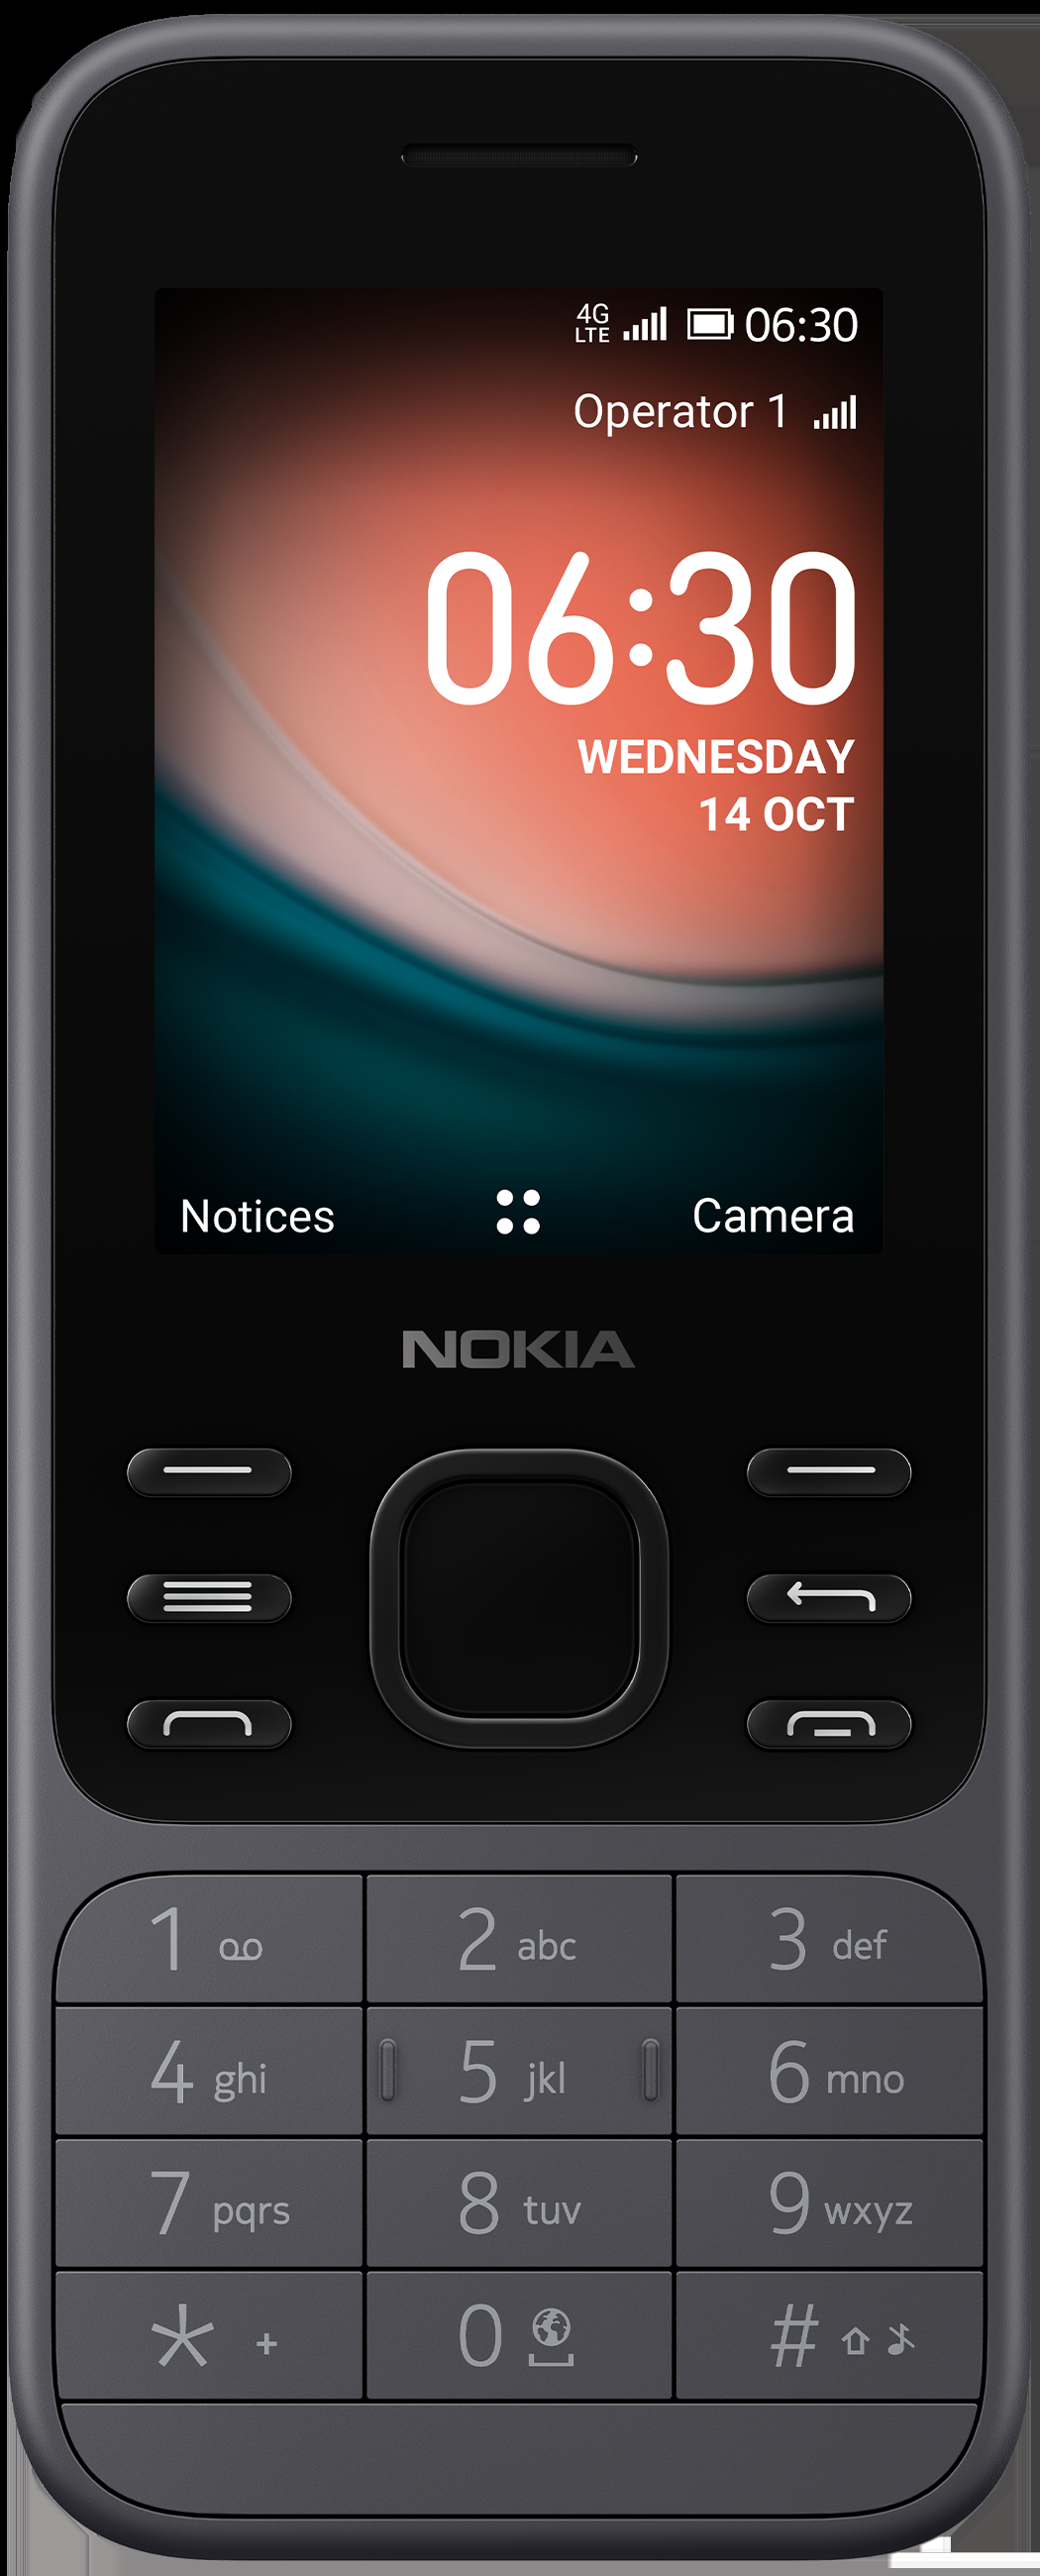 4G LTE 06:30
Operator 1
06:30
WEDNESDAY
14 OCT
Notices Camera
NOKIA
1 2 abc 3 def
4 ghi 5 jkl 6 mno
7 pqrs 8 tuv 9 wxyz
* + 0 #